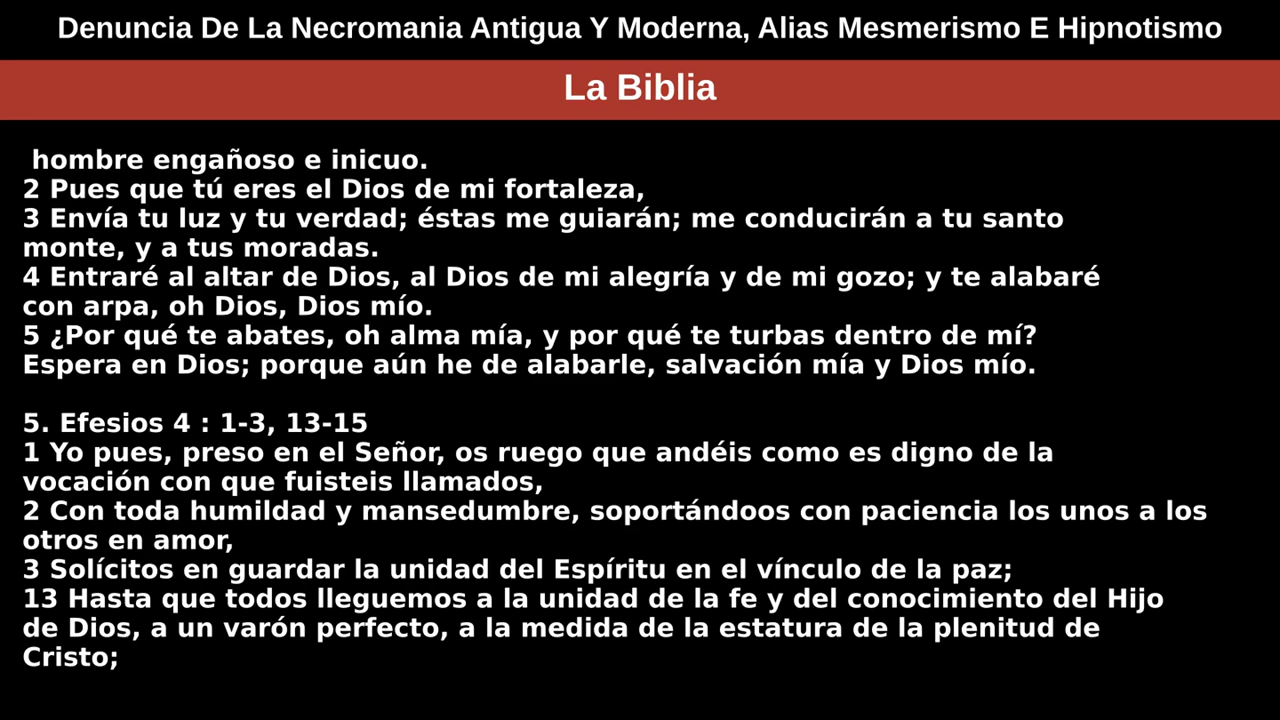 Denuncia De La Necromania Antigua Y Moderna, Alias Mesmerismo E Hipnotismo
La Biblia
hombre engañoso e inicuo.
2 Pues que tú eres el Dios de mi fortaleza,
3 Envía tu luz y tu verdad; éstas me guiarán; me conducirán a tu santo
monte, y a tus moradas.
4 Entraré al altar de Dios, al Dios de mi alegría y de mi gozo; y te alabaré
con arpa, oh Dios, Dios mío.
5 ¿Por qué te abates, oh alma mía, y por qué te turbas dentro de mí?
Espera en Dios; porque aún he de alabarle, salvación mía y Dios mío.
5. Efesios 4 : 1-3, 13-15
1 Yo pues, preso en el Señor, os ruego que andéis como es digno de la
vocación con que fuisteis llamados,
2 Con toda humildad y mansedumbre, soportándoos con paciencia los unos a los
otros en amor,
3 Solícitos en guardar la unidad del Espíritu en el vínculo de la paz;
13 Hasta que todos lleguemos a la unidad de la fe y del conocimiento del Hijo
de Dios, a un varón perfecto, a la medida de la estatura de la plenitud de
Cristo;